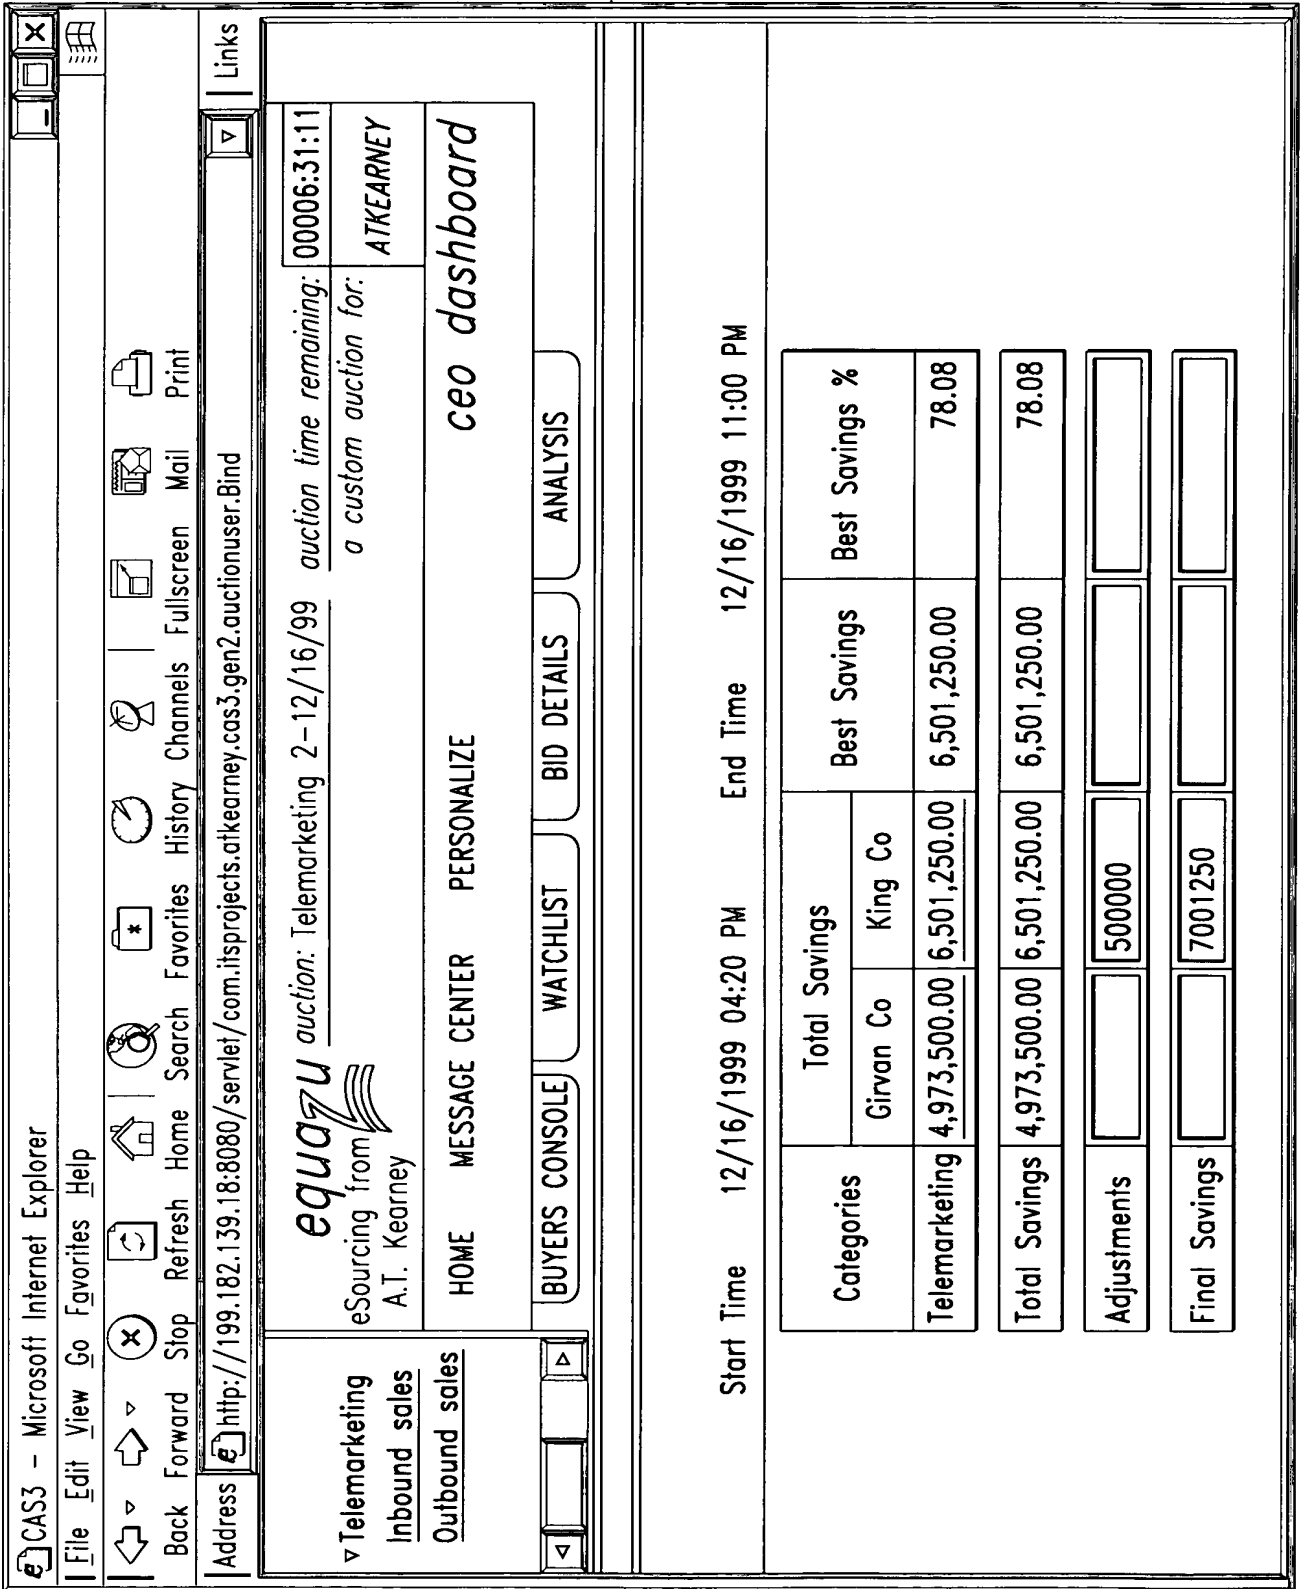 CAS3 - Microsoft Internet Explorer
File Edit View Go Favorites Help
Back Forward Stop Refresh Home Search Favorites History Channels Fullscreen Mail Print
Address http://199.182.139.18:8080/servlet/com.itsprojects.atkearney.cas3.gen2.auctionuser.Bind Links
Telemarketing
Inbound sales
Outbound sales
equazu auction: Telemarketing 2-12/16/99 auction time remaining: 00006:31:11
eSourcing from a custom auction for: ATKEARNEY
A.T. Kearney
HOME MESSAGE CENTER PERSONALIZE ceo dashboard
BUYERS CONSOLE WATCHLIST BID DETAILS ANALYSIS
Start Time 12/16/1999 04:20 PM End Time 12/16/1999 11:00 PM
Categories Total Savings Best Savings Best Savings %
Girvan Co King Co
Telemarketing 4,973,500.00 6,501,250.00 6,501,250.00 78.08
Total Savings 4,973,500.00 6,501,250.00 6,501,250.00 78.08
Adjustments 500000
Final Savings 7001250